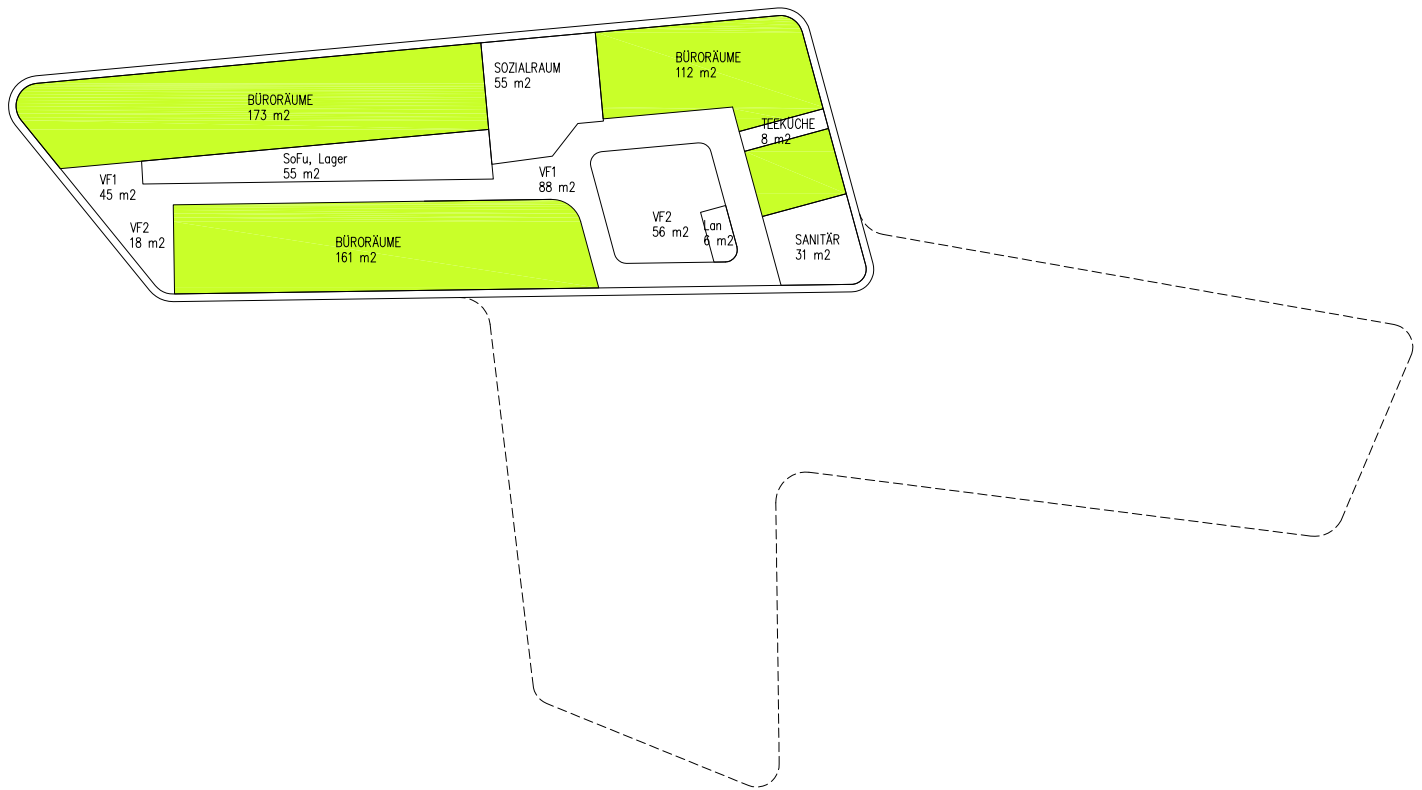 BÜRORÄUME
112 m2
SOZIALRAUM
55 m2
BÜRORÄUME
173 m2
TEEKÜCHE
8 m2
SoFu, Lager
55 m2
VF1
45 m2
VF1
88 m2
VF2
18 m2
BÜRORÄUME
161 m2
VF2
56 m2
Lan
6 m2
SANITÄR
31 m2